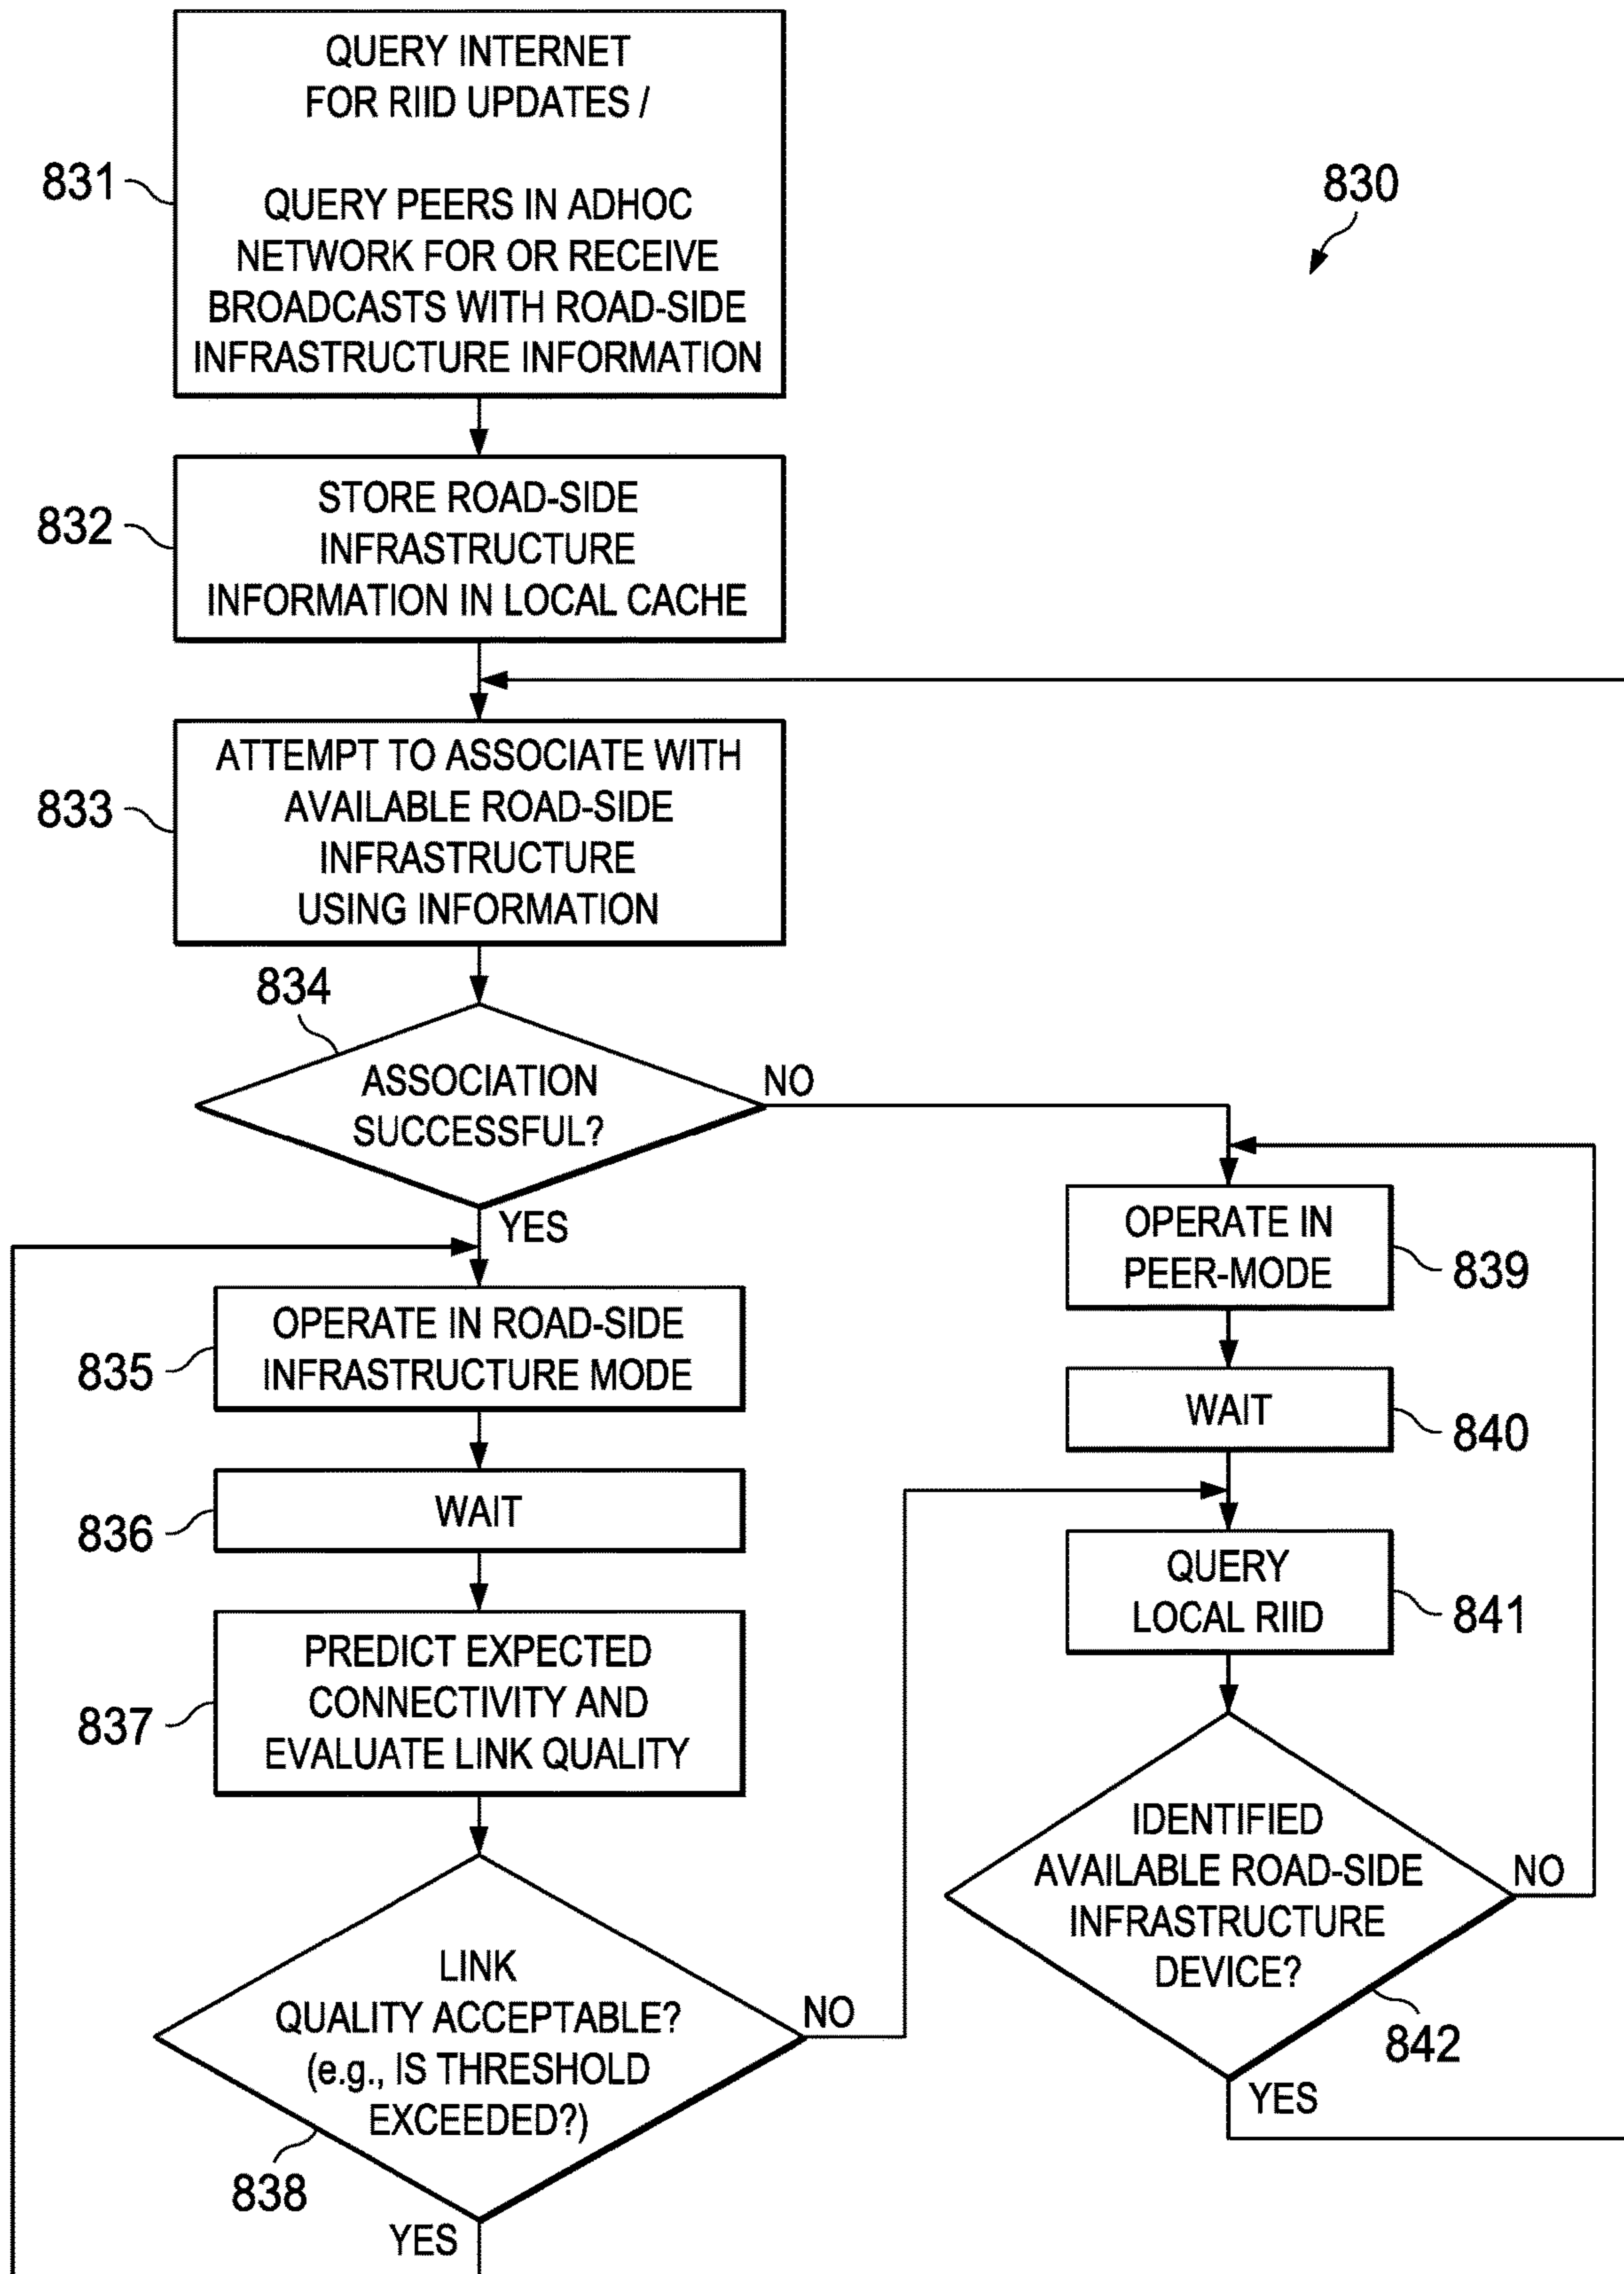 QUERY INTERNET
FOR RIID UPDATES /
QUERY PEERS IN ADHOC
NETWORK FOR OR RECEIVE
BROADCASTS WITH ROAD-SIDE
INFRASTRUCTURE INFORMATION
831
830
STORE ROAD-SIDE
INFRASTRUCTURE
INFORMATION IN LOCAL CACHE
832
ATTEMPT TO ASSOCIATE WITH
AVAILABLE ROAD-SIDE
INFRASTRUCTURE
USING INFORMATION
833
834
ASSOCIATION
SUCCESSFUL?
NO
YES
OPERATE IN ROAD-SIDE
INFRASTRUCTURE MODE
835
WAIT
836
PREDICT EXPECTED
CONNECTIVITY AND
EVALUATE LINK QUALITY
837
LINK
QUALITY ACCEPTABLE?
(e.g., IS THRESHOLD
EXCEEDED?)
NO
838
YES
OPERATE IN
PEER-MODE
839
WAIT
840
QUERY
LOCAL RIID
841
IDENTIFIED
AVAILABLE ROAD-SIDE
INFRASTRUCTURE
DEVICE?
NO
842
YES